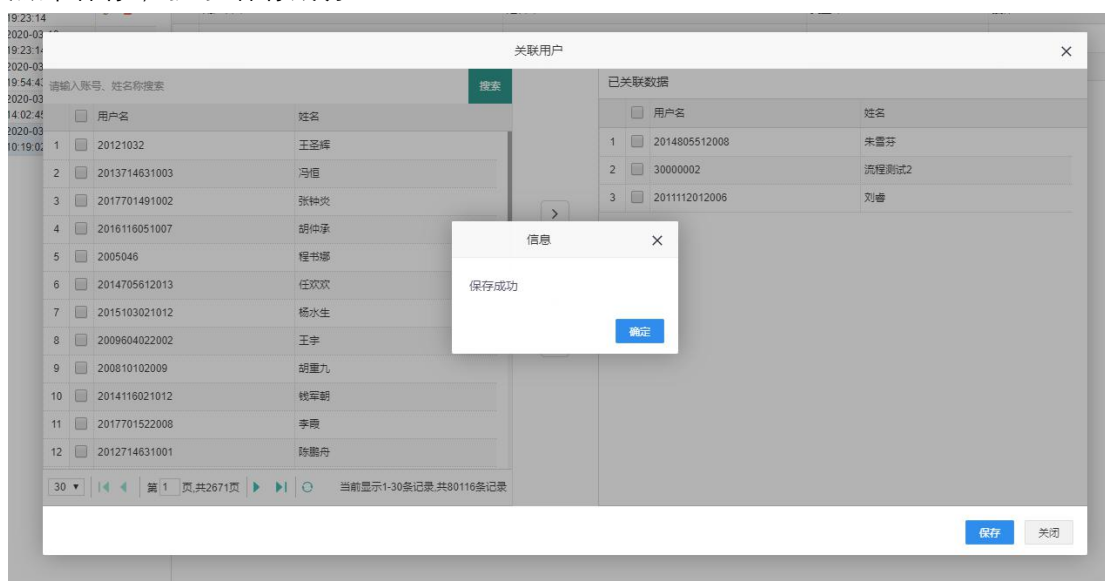 19:23:14
2020-03
19:23:14
2020-03
19:54:4
2020-03
14:02:45
2020-03
10:19:02
关联用户
请输入账号、姓名称搜索 搜索
用户名 姓名
1 20121032 王圣辉
2 2013714631003 冯恒
3 2017701491002 张钟炎
4 2016116051007 胡仲承
5 2005046 程书娜
6 2014705612013 任欢欢
7 2015103021012 杨水生
8 2009604022002 王宇
9 200810102009 胡重九
10 2014116021012 钱军朝
11 2017701522008 李霞
12 2012714631001 陈鹏舟
30 第 1 页,共2671页 当前显示1-30条记录,共80116条记录
已关联数据
用户名 姓名
1 2014805512008 朱雪芬
2 30000002 流程测试2
3 2011112012006 刘睿
信息
保存成功
确定
保存 关闭